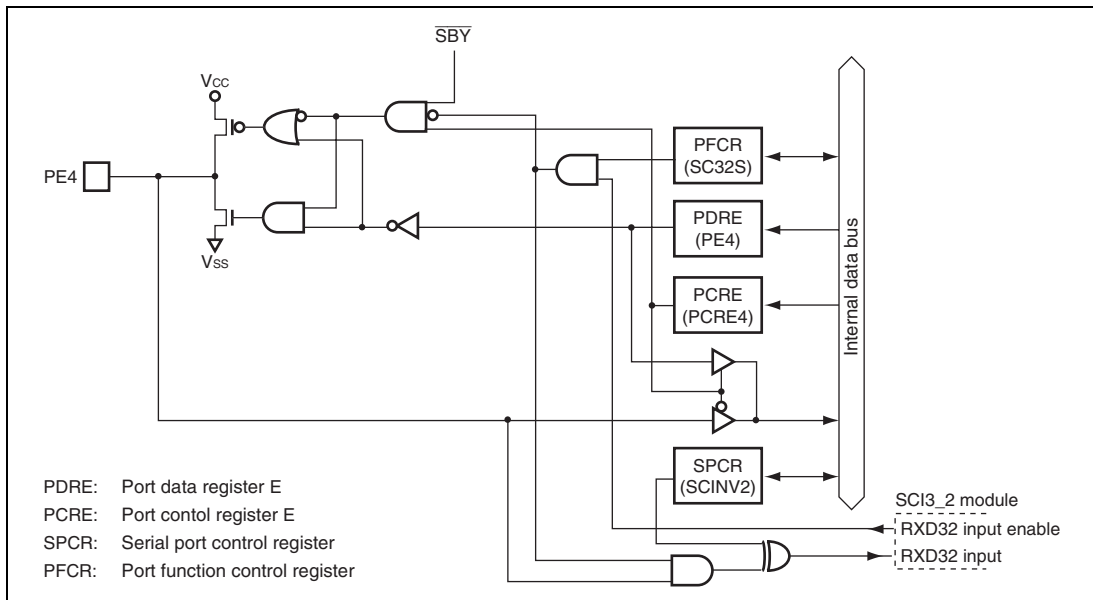 SBY
VCC
PE4
VSS
PFCR
(SC32S)
PDRE
(PE4)
PCRE
(PCRE4)
SPCR
(SCINV2)
Internal data bus
SCI3_2 module
RXD32 input enable
RXD32 input
PDRE: Port data register E
PCRE: Port contol register E
SPCR: Serial port control register
PFCR: Port function control register